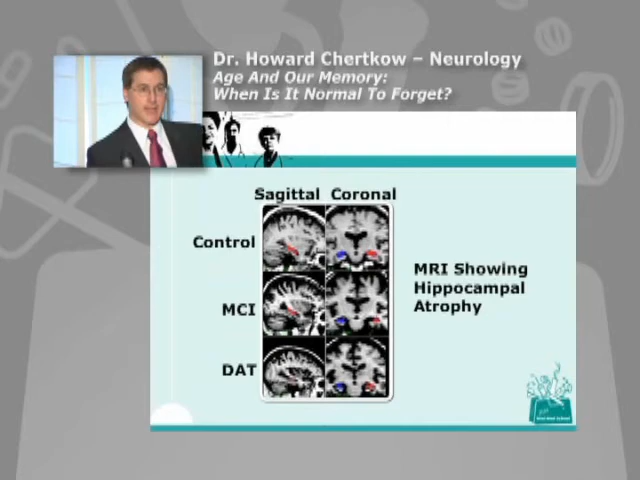 Dr. Howard Chertkow – Neurology
Age And Our Memory:
When Is It Normal To Forget?
Sagittal Coronal
Control
MCI
DAT
MRI Showing
Hippocampal
Atrophy